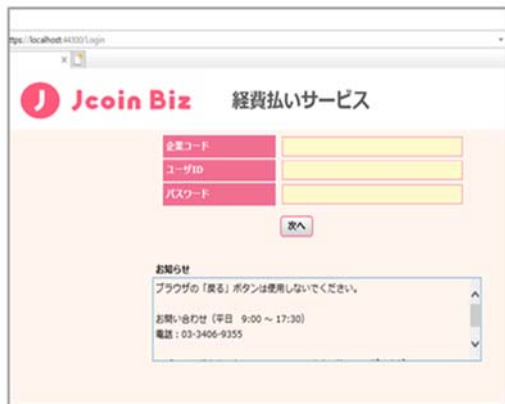 ttps://localhost:44300/Login
J Jcoin Biz 経費払いサービス
企業コード
ユーザID
パスワード
次へ
お知らせ
ブラウザの「戻る」ボタンは使用しないでください。
お問い合わせ（平日 9:00 ～ 17:30）
電話：03-3406-9355